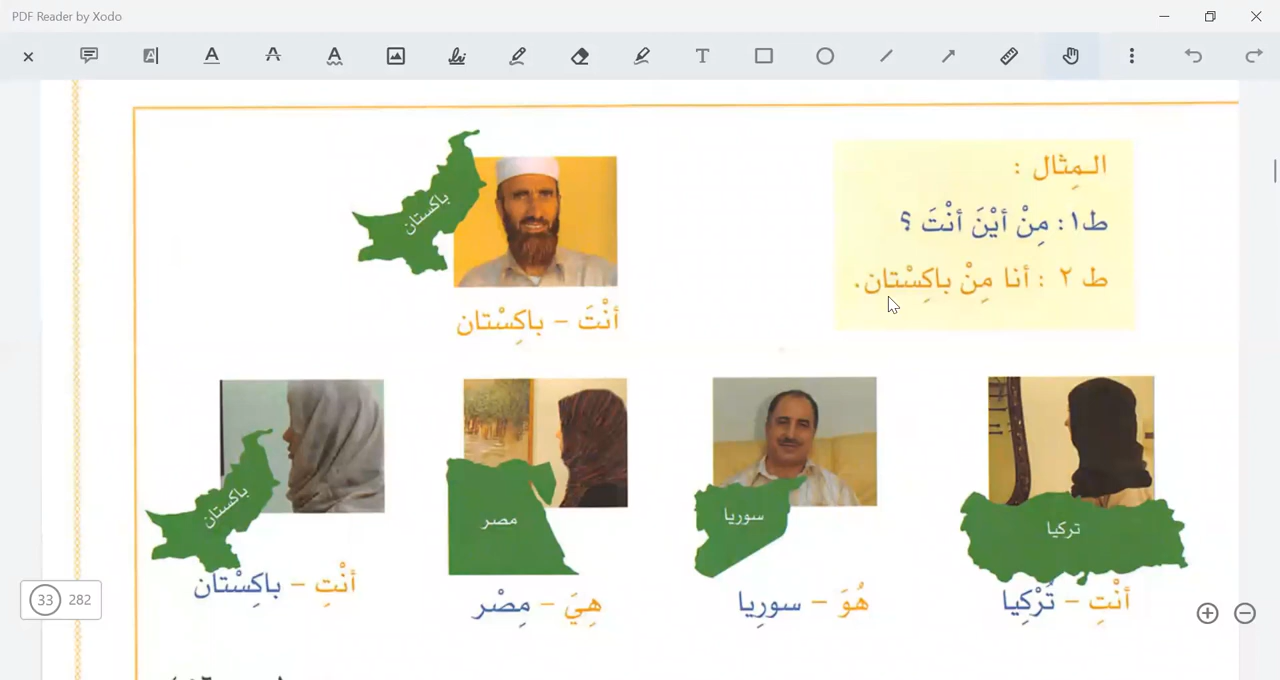 PDF Reader by Xodo
المِثال :
ط١: مِنْ أيْنَ أنْتَ ؟
ط ٢ : أنا مِنْ باكِسْتان.
باكستان
أنْتَ – باكِسْتان
تركيا
أنْتِ – تُرْكِيا
سوريا
هُوَ – سورِيا
مصر
هِيَ – مِصْر
باكستان
أنْتِ – باكِسْتان
33 282